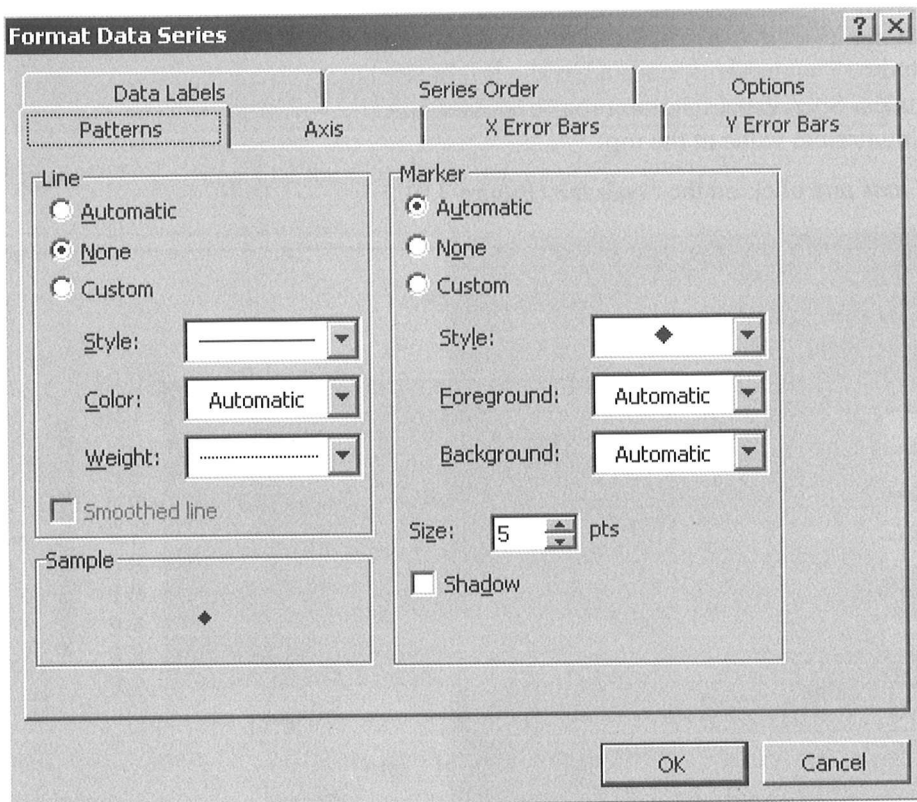 Format Data Series
? X
Data Labels Series Order Options
Patterns Axis X Error Bars Y Error Bars
Line
Automatic
None
Custom
Style:
Color: Automatic
Weight:
Smoothed line
Sample
Marker
Automatic
None
Custom
Style:
Foreground: Automatic
Background: Automatic
Size: 5 pts
Shadow
OK Cancel